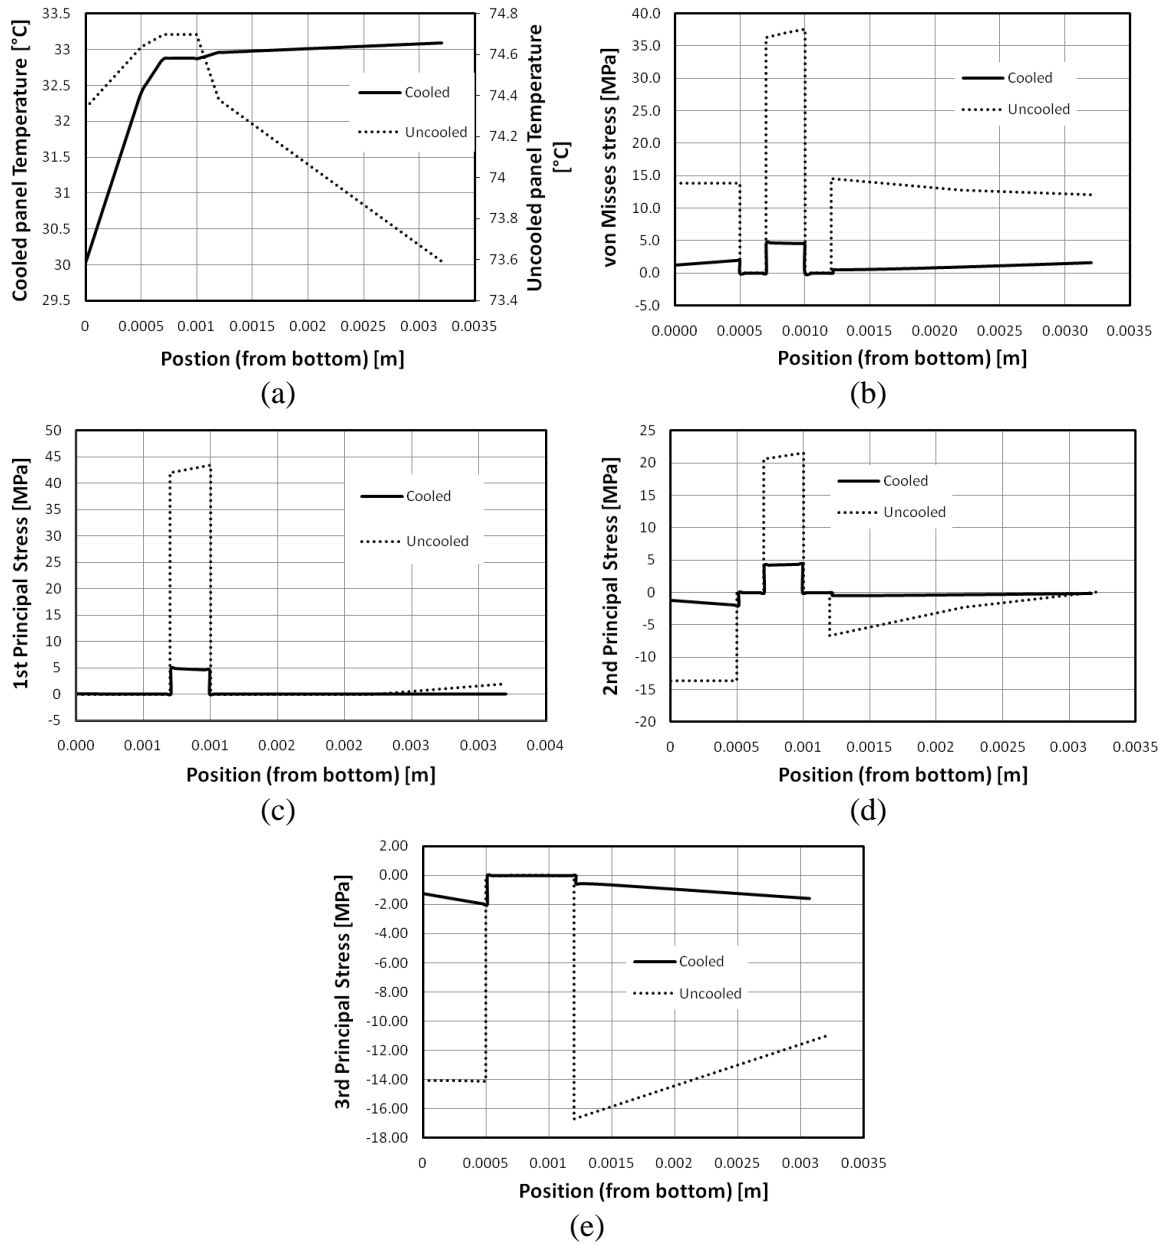 Cooled panel Temperature [°C]
33.5
33
32.5
32
31.5
31
30.5
30
29.5
74.8
74.6
74.4
74.2
74
73.8
73.6
73.4
Uncooled panel Temperature
[°C]
Cooled
Uncooled
0 0.0005 0.001 0.0015 0.002 0.0025 0.003 0.0035
Postion (from bottom) [m]
(a)
von Misses stress [MPa]
40.0
35.0
30.0
25.0
20.0
15.0
10.0
5.0
0.0
-5.0
Cooled
Uncooled
0.0000 0.0005 0.0010 0.0015 0.0020 0.0025 0.0030 0.0035
Position (from bottom) [m]
(b)
1st Principal Stress [MPa]
50
45
40
35
30
25
20
15
10
5
0
-5
Cooled
Uncooled
0.000 0.001 0.001 0.002 0.002 0.003 0.003 0.004
Position (from bottom) [m]
(c)
2nd Principal Stress [MPa]
25
20
15
10
5
0
-5
-10
-15
-20
Cooled
Uncooled
0 0.0005 0.001 0.0015 0.002 0.0025 0.003 0.0035
Position (from bottom) [m]
(d)
3rd Principal Stress [MPa]
2.00
0.00
-2.00
-4.00
-6.00
-8.00
-10.00
-12.00
-14.00
-16.00
-18.00
Cooled
Uncooled
0 0.0005 0.001 0.0015 0.002 0.0025 0.003 0.0035
Position (from bottom) [m]
(e)